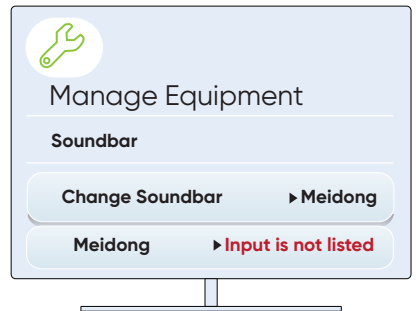 Manage Equipment
Soundbar
Change Soundbar ▸Meidong
Meidong ▸Input is not listed